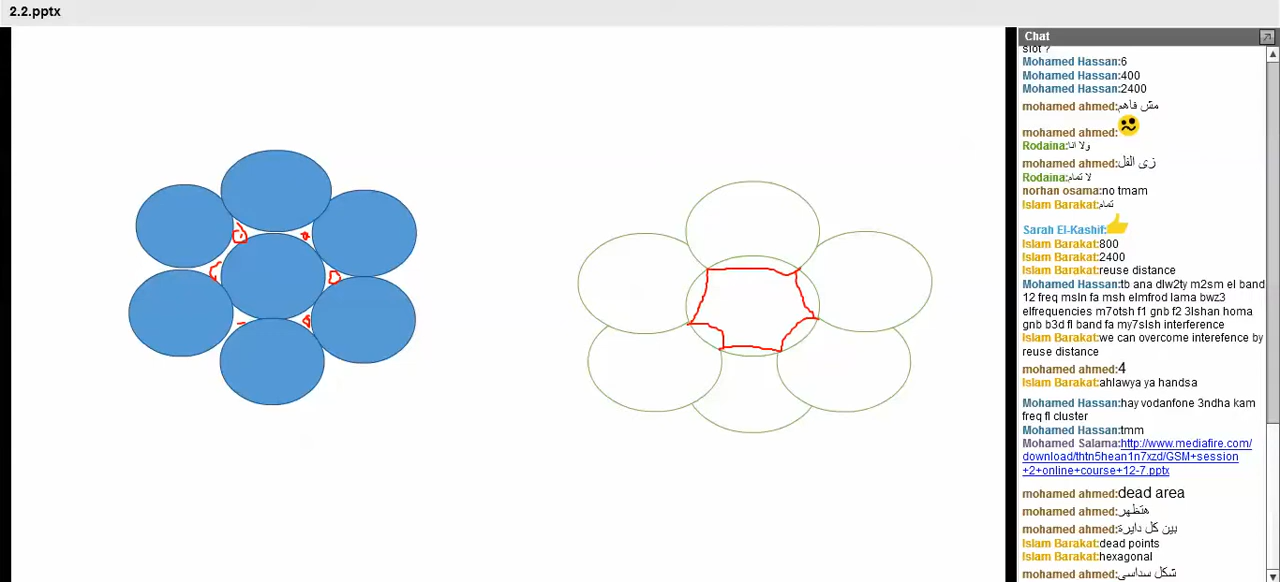 2.2.pptx
Chat
slot ?
Mohamed Hassan:6
Mohamed Hassan:400
Mohamed Hassan:2400
mohamed ahmed:مش فاهم
mohamed ahmed:
Rodaina:ولا انا
mohamed ahmed:زى الفل
Rodaina:لا تمام
norhan osama:no tmam
Islam Barakat:تمام
Sarah El-Kashif:
Islam Barakat:800
Islam Barakat:2400
Islam Barakat:reuse distance
Mohamed Hassan:tb ana dlw2ty m2sm el band
12 freq msln fa msh elmfrod lama bwz3
elfrequencies m7otsh f1 gnb f2 3lshan homa
gnb b3d fl band fa my7slsh interference
Islam Barakat:we can overcome interefence by
reuse distance
mohamed ahmed:4
Islam Barakat:ahlawya ya handsa
Mohamed Hassan:hay vodanfone 3ndha kam
freq fl cluster
Mohamed Hassan:tmm
Mohamed Salama:http://www.mediafire.com/
download/thtn5hean1n7xzd/GSM+session
+2+online+course+12-7.pptx
mohamed ahmed:dead area
mohamed ahmed:هتظهر
mohamed ahmed:بين كل دايرة
Islam Barakat:dead points
Islam Barakat:hexagonal
mohamed ahmed:شكل سداسى